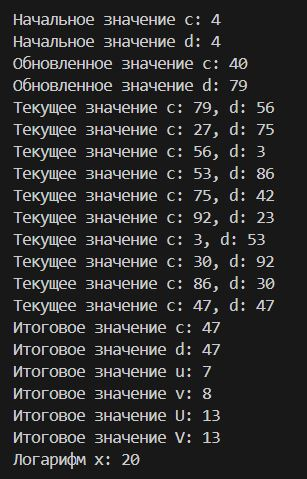 Начальное значение c: 4
Начальное значение d: 4
Обновленное значение c: 40
Обновленное значение d: 79
Текущее значение c: 79, d: 56
Текущее значение c: 27, d: 75
Текущее значение c: 56, d: 3
Текущее значение c: 53, d: 86
Текущее значение c: 75, d: 42
Текущее значение c: 92, d: 23
Текущее значение c: 3, d: 53
Текущее значение c: 30, d: 92
Текущее значение c: 86, d: 30
Текущее значение c: 47, d: 47
Итоговое значение c: 47
Итоговое значение d: 47
Итоговое значение u: 7
Итоговое значение v: 8
Итоговое значение U: 13
Итоговое значение V: 13
Логарифм x: 20